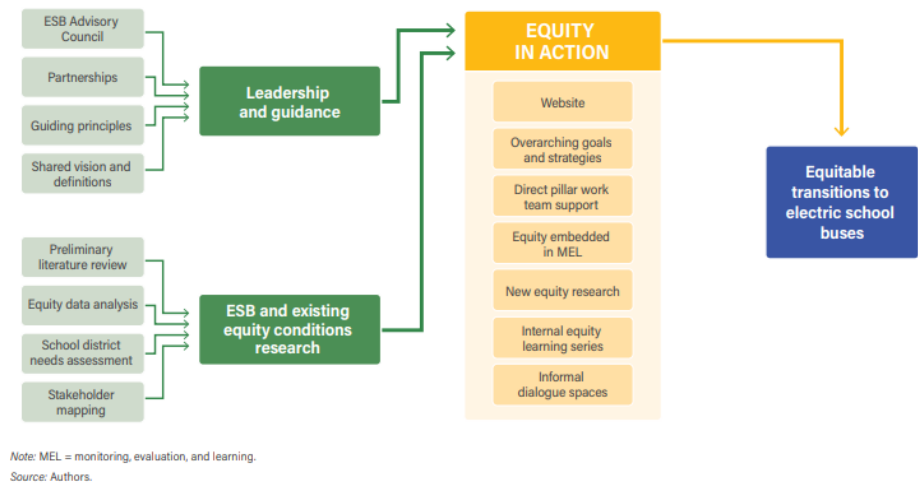 ESB Advisory
Council
Partnerships
Guiding principles
Shared vision and
definitions
Leadership
and guidance
Preliminary
literature review
Equity data analysis
School district
needs assessment
Stakeholder
mapping
ESB and existing
equity conditions
research
EQUITY
IN ACTION
Website
Overarching goals
and strategies
Direct pillar work
team support
Equity embedded
in MEL
New equity research
Internal equity
learning series
Informal
dialogue spaces
Equitable
transitions to
electric school
buses
Note: MEL = monitoring, evaluation, and learning.
Source: Authors.